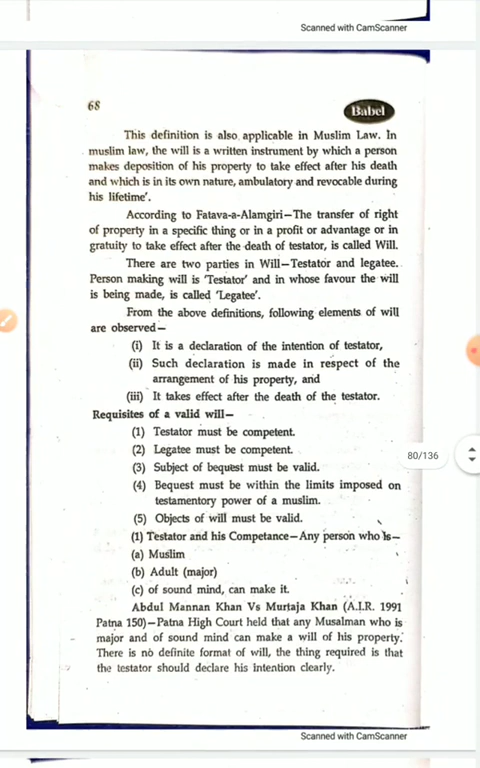 Scanned with CamScanner
68
Babel
This definition is also applicable in Muslim Law. In
muslim law, the will is a written instrument by which a person
makes deposition of his property to take effect after his death
and which is in its own nature, ambulatory and revocable during
his lifetime'.
According to Fatava-a-Alamgiri—The transfer of right
of property in a specific thing or in a profit or advantage or in
gratuity to take effect after the death of testator, is called Will.
There are two parties in Will—Testator and legatee.
Person making will is 'Testator' and in whose favour the will
is being made, is called 'Legatee'.
From the above definitions, following elements of will
are observed—
(i) It is a declaration of the intention of testator,
(ii) Such declaration is made in respect of the
arrangement of his property, and
(iii) It takes effect after the death of the testator.
Requisites of a valid will—
(1) Testator must be competent.
(2) Legatee must be competent.
80/136
(3) Subject of bequest must be valid.
(4) Bequest must be within the limits imposed on
testamentory power of a muslim.
(5) Objects of will must be valid.
(1) Testator and his Competance—Any person who is—
(a) Muslim
(b) Adult (major)
(c) of sound mind, can make it.
Abdul Mannan Khan Vs Murtaja Khan (A.I.R. 1991
Patna 150)—Patna High Court held that any Musalman who is
major and of sound mind can make a will of his property.
There is no definite format of will, the thing required is that
the testator should declare his intention clearly.
Scanned with CamScanner